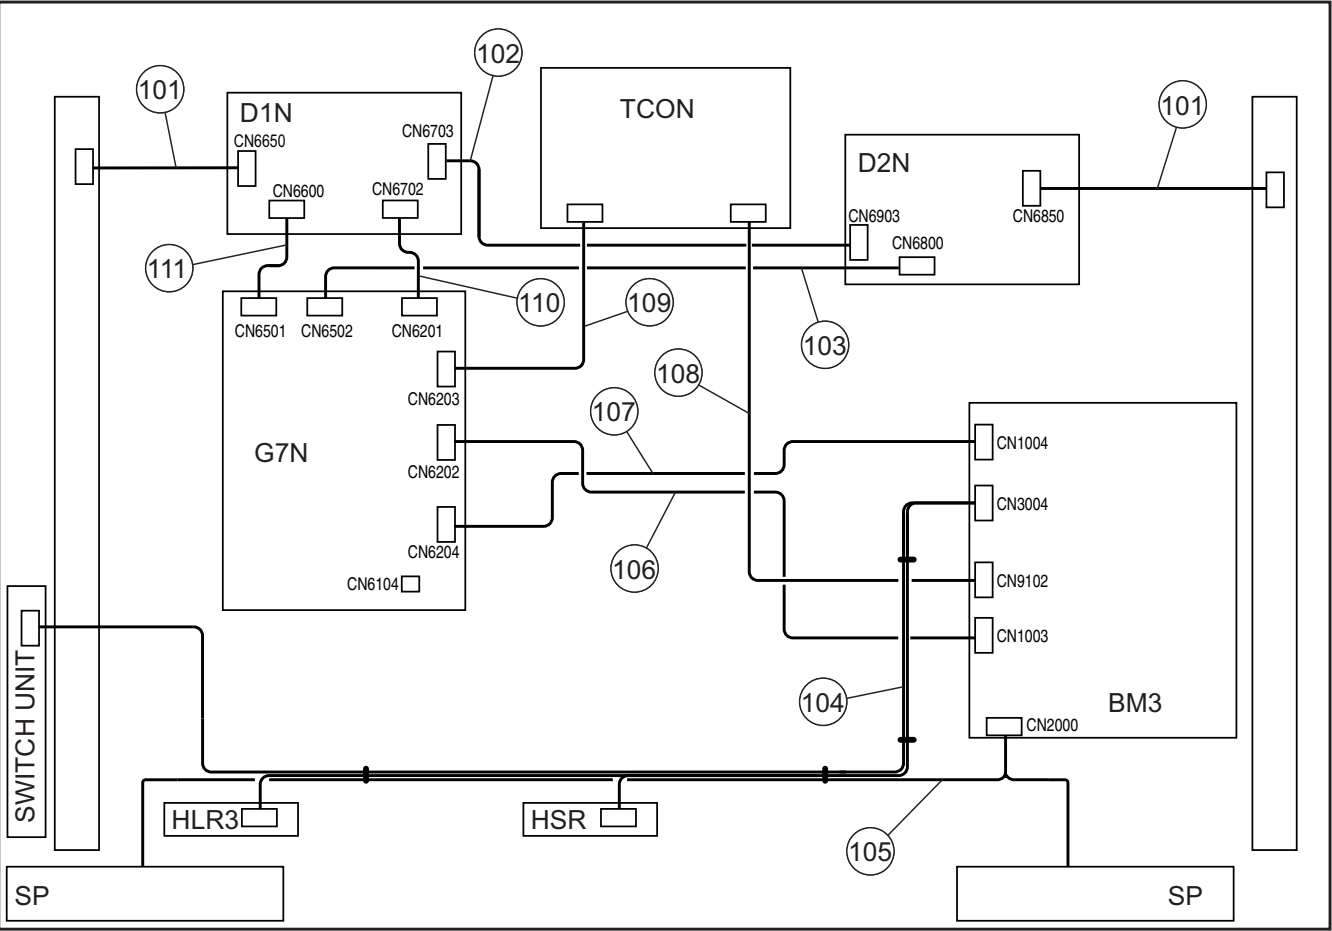 102
101
D1N
CN6703
TCON
101
CN6650
D2N
CN6600
CN6702
CN6903
CN6850
CN6800
111
110
109
CN6501
CN6502
CN6201
103
108
CN6203
107
G7N
CN1004
CN6202
CN3004
CN6204
106
CN6104
CN9102
CN1003
SWITCH UNIT
104
BM3
CN2000
HLR3
HSR
105
SP
SP